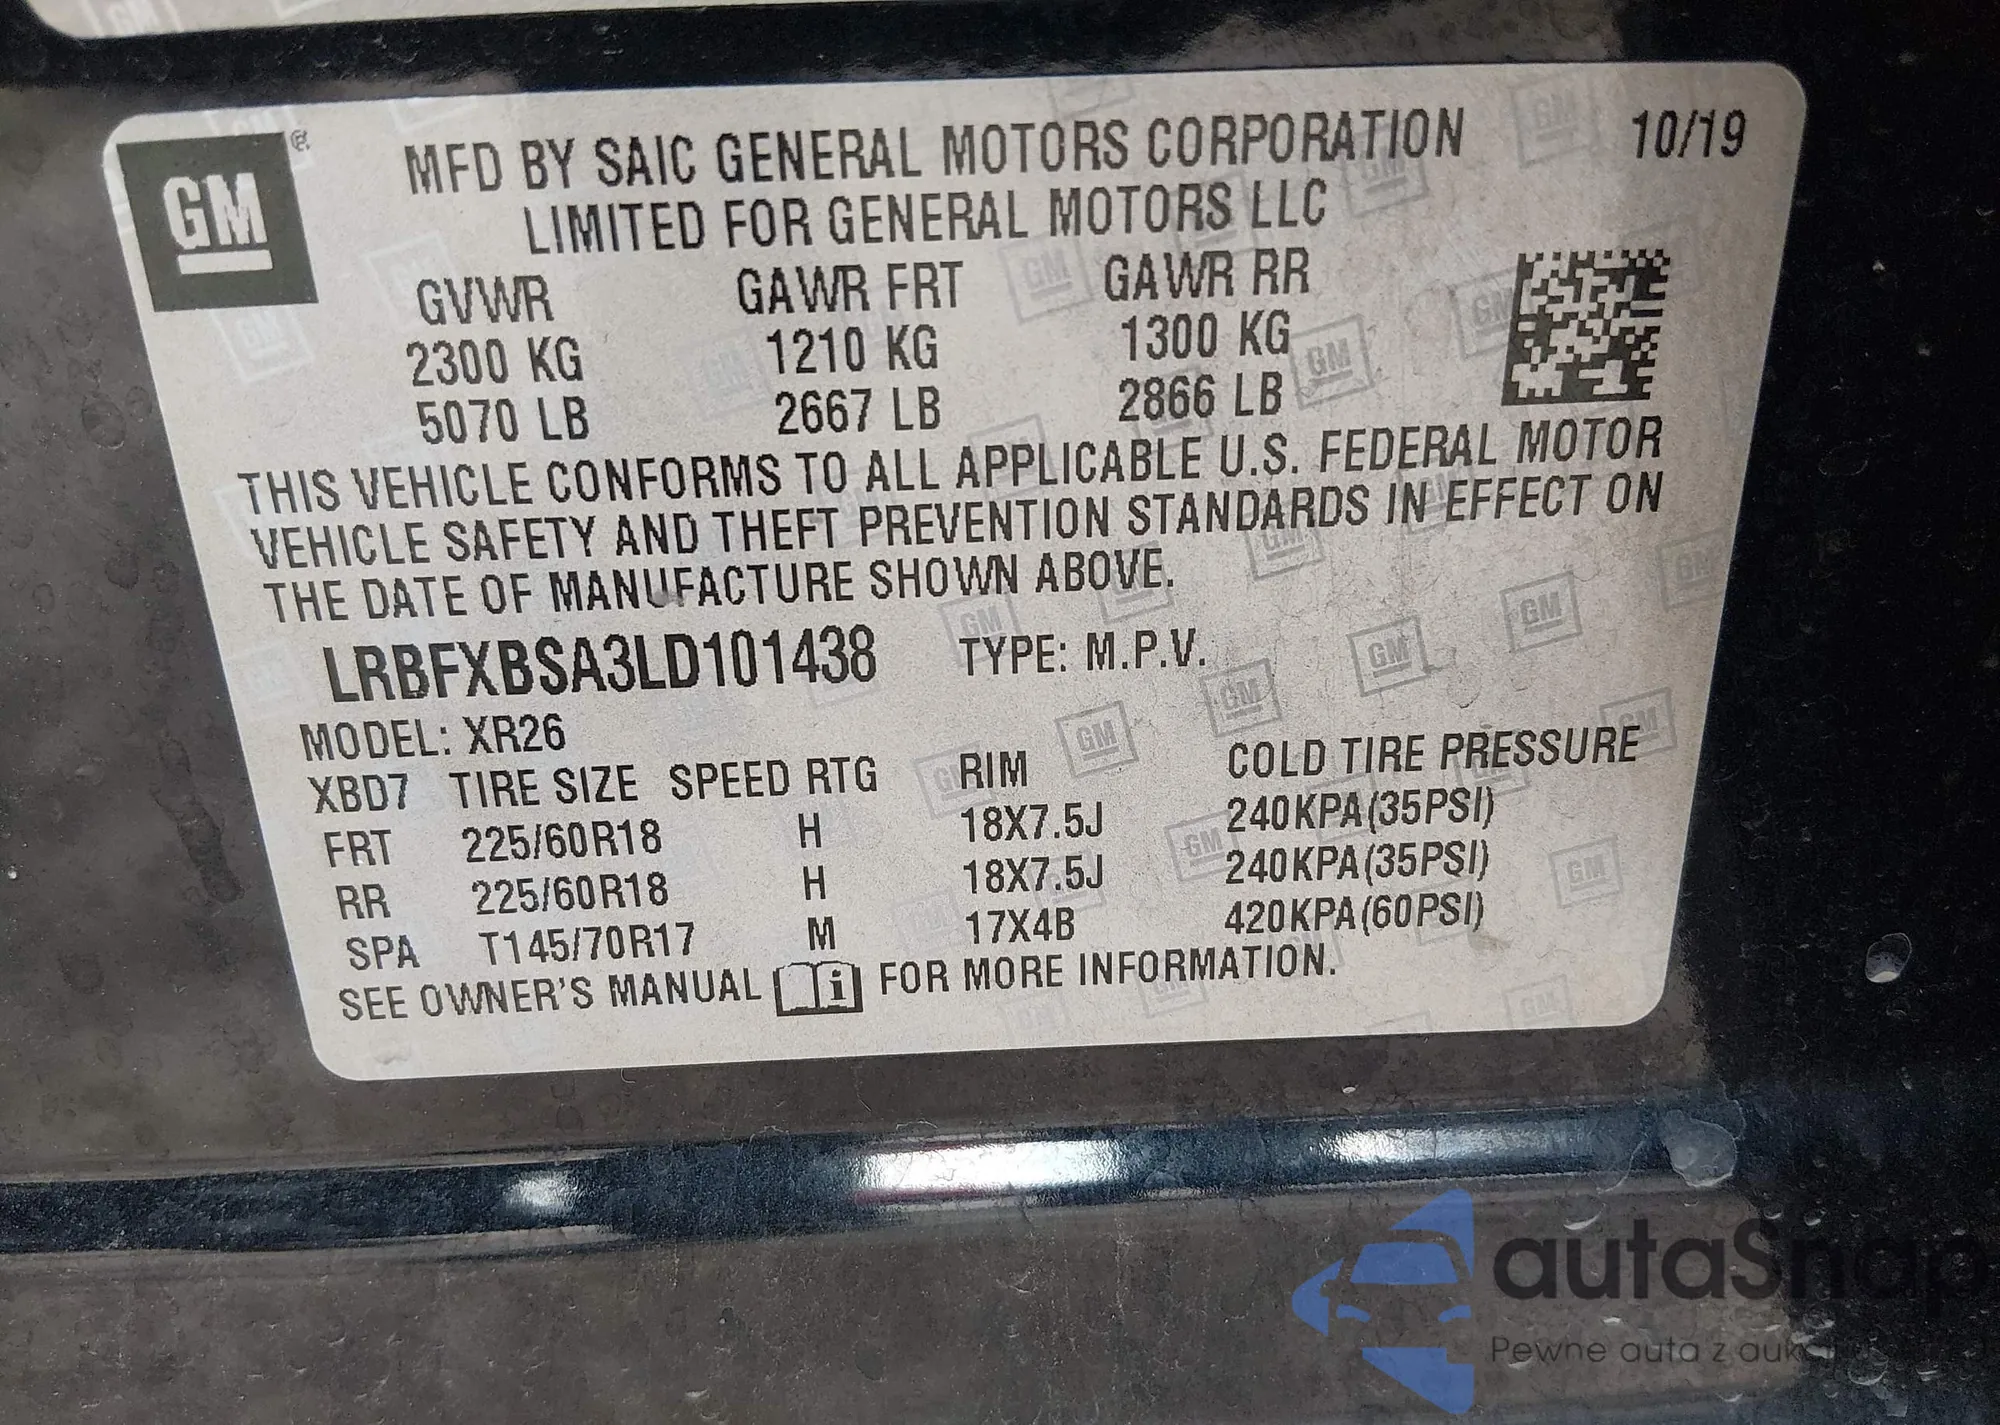 GM ®
MFD BY SAIC GENERAL MOTORS CORPORATION 10/19
LIMITED FOR GENERAL MOTORS LLC
GVWR GAWR FRT GAWR RR
2300 KG 1210 KG 1300 KG
5070 LB 2667 LB 2866 LB
THIS VEHICLE CONFORMS TO ALL APPLICABLE U.S. FEDERAL MOTOR
VEHICLE SAFETY AND THEFT PREVENTION STANDARDS IN EFFECT ON
THE DATE OF MANUFACTURE SHOWN ABOVE.
LRBFXBSA3LD101438 TYPE: M.P.V.
MODEL: XR26
XBD7 TIRE SIZE SPEED RTG RIM COLD TIRE PRESSURE
FRT 225/60R18 H 18X7.5J 240KPA(35PSI)
RR 225/60R18 H 18X7.5J 240KPA(35PSI)
SPA T145/70R17 M 17X4B 420KPA(60PSI)
SEE OWNER'S MANUAL i FOR MORE INFORMATION.
autaSnap
Pewne auta z